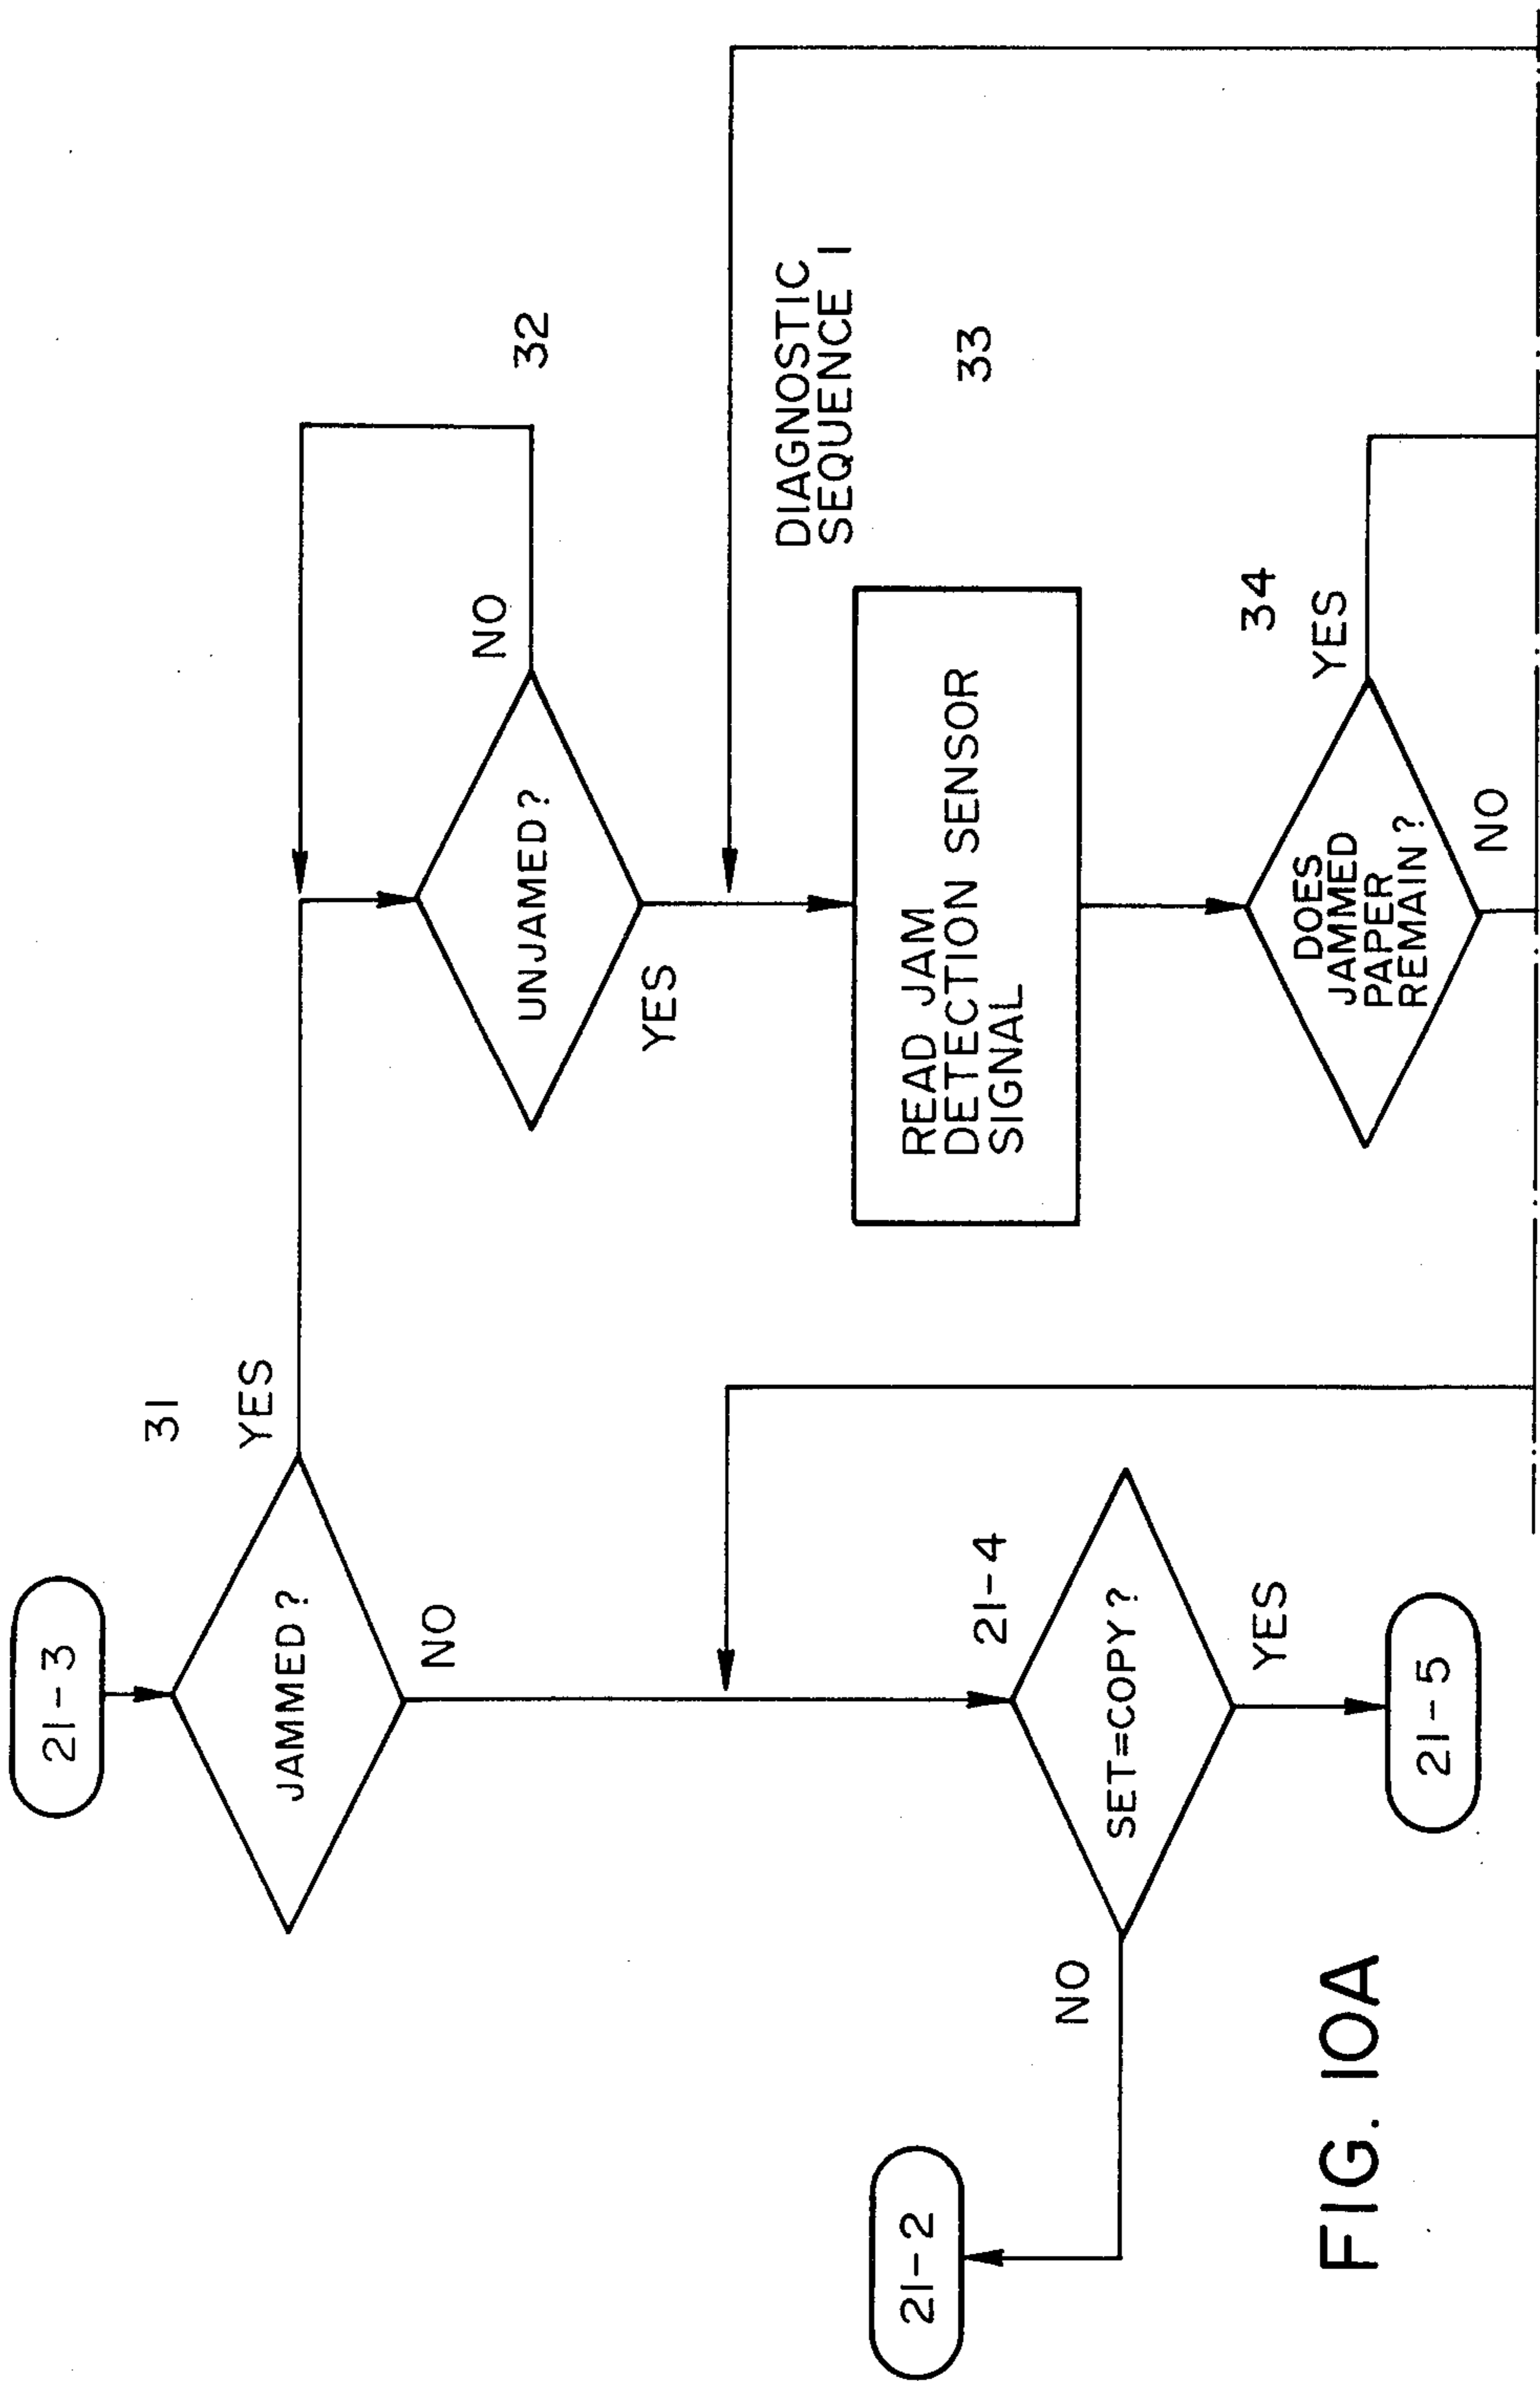 21-3
31
JAMMED?
YES
NO
32
UNJAMED?
NO
YES
DIAGNOSTIC
SEQUENCE 1
33
READ JAM
DETECTION SENSOR
SIGNAL
34
DOES
JAMMED
PAPER
REMAIN?
YES
NO
21-4
SET=COPY?
NO
YES
21-2
21-5
FIG. 10A